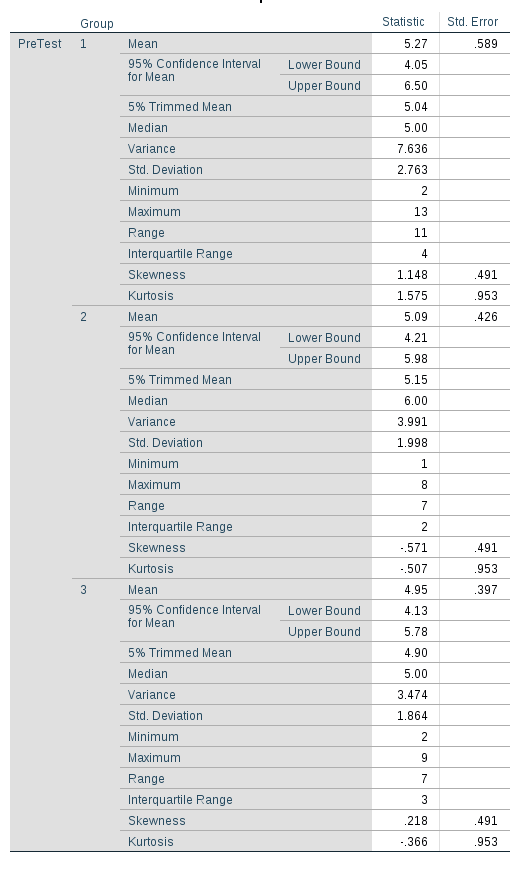 Group Statistic Std. Error
PreTest 1 Mean 5.27 .589
95% Confidence Interval for Mean Lower Bound 4.05
Upper Bound 6.50
5% Trimmed Mean 5.04
Median 5.00
Variance 7.636
Std. Deviation 2.763
Minimum 2
Maximum 13
Range 11
Interquartile Range 4
Skewness 1.148 .491
Kurtosis 1.575 .953
2 Mean 5.09 .426
95% Confidence Interval for Mean Lower Bound 4.21
Upper Bound 5.98
5% Trimmed Mean 5.15
Median 6.00
Variance 3.991
Std. Deviation 1.998
Minimum 1
Maximum 8
Range 7
Interquartile Range 2
Skewness -.571 .491
Kurtosis -.507 .953
3 Mean 4.95 .397
95% Confidence Interval for Mean Lower Bound 4.13
Upper Bound 5.78
5% Trimmed Mean 4.90
Median 5.00
Variance 3.474
Std. Deviation 1.864
Minimum 2
Maximum 9
Range 7
Interquartile Range 3
Skewness .218 .491
Kurtosis -.366 .953